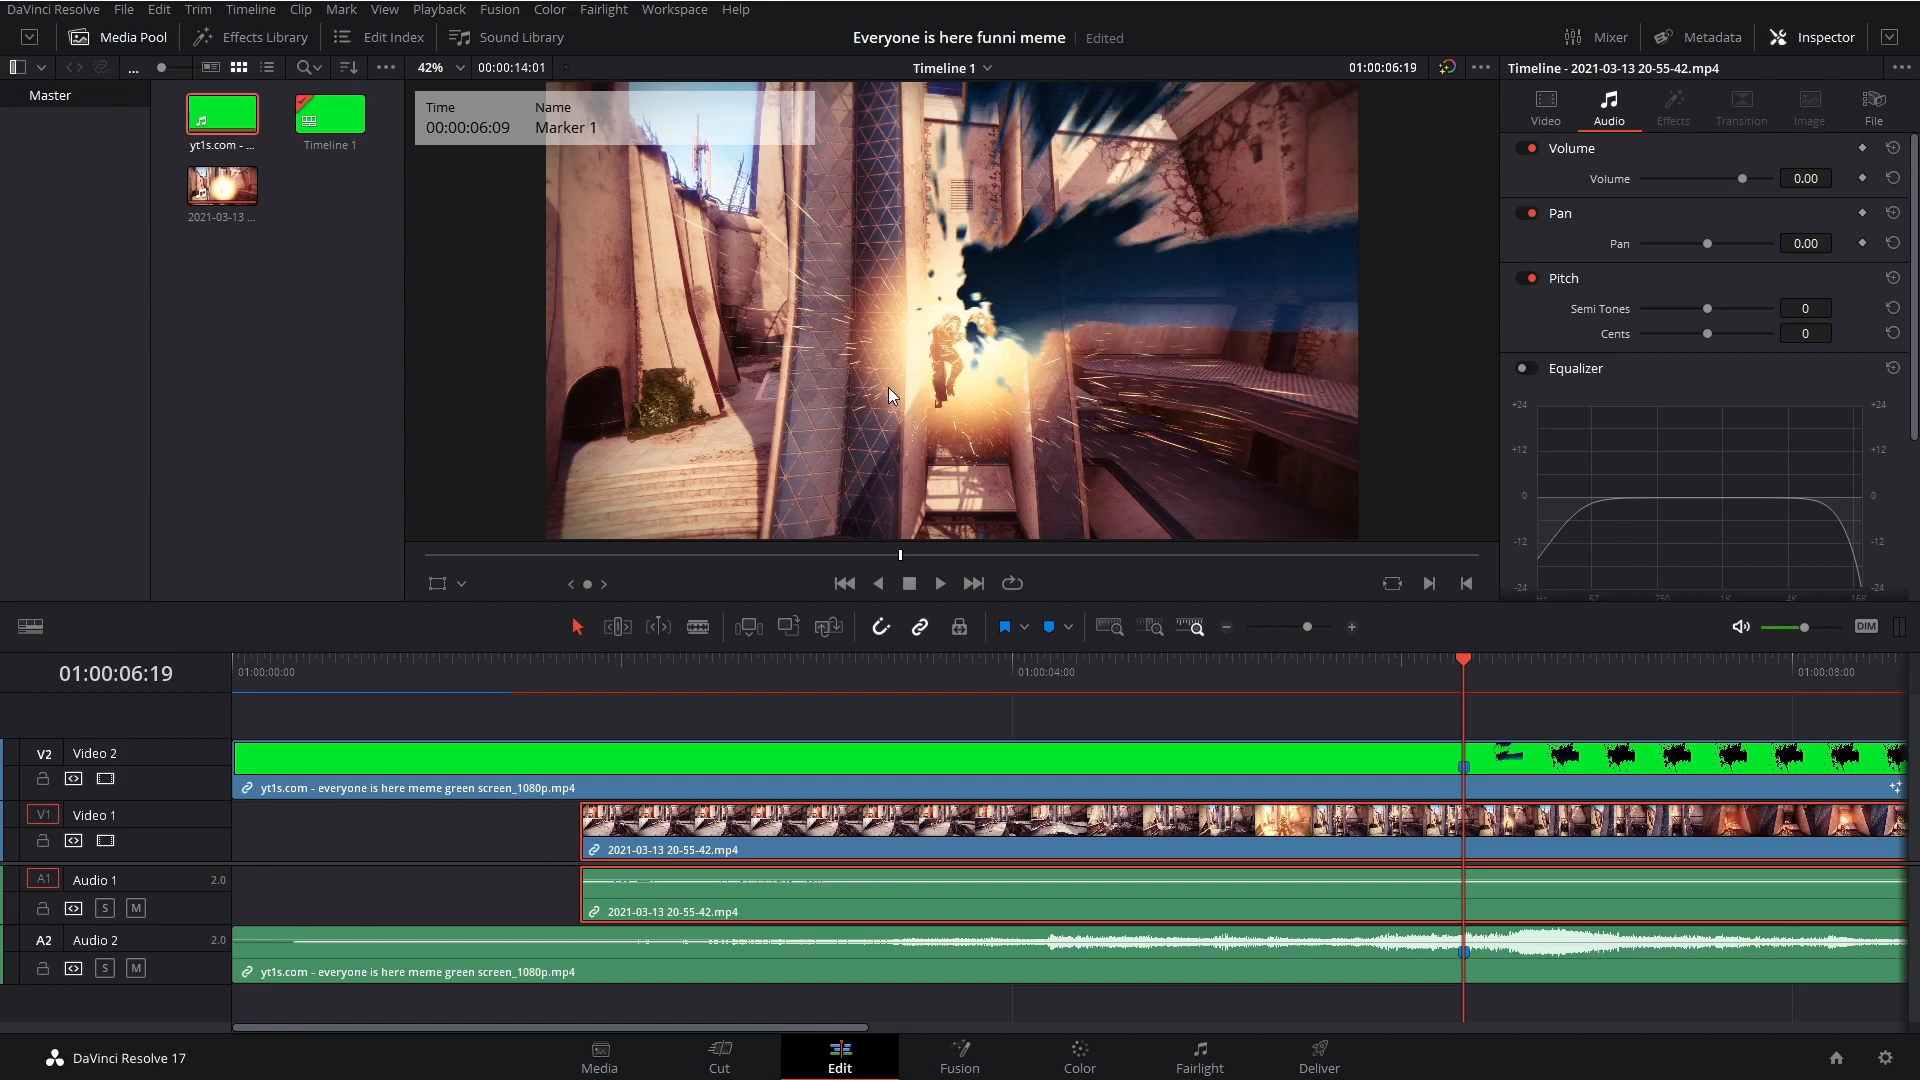 DaVinci Resolve File Edit Trim Timeline Clip Mark View Playback Fusion Color Fairlight Workspace Help
Media Pool Effects Library Edit Index Sound Library Everyone is here funni meme Edited Mixer Metadata Inspector
... 42% 00:00:14:01 Timeline 1 01:00:06:19 Timeline - 2021-03-13 20-55-42.mp4
Master
yt1s.com - ... Timeline 1
2021-03-13 ...
Time Name
00:00:06:09 Marker 1
Video Audio Effects Transition Image File
Volume
Volume 0.00
Pan
Pan 0.00
Pitch
Semi Tones 0
Cents 0
Equalizer
+24 +24
+12 +12
0 0
-12 -12
-24 -24
Hz 62 250 1K 4K 16K
DIM
01:00:06:19 01:00:00:00 01:00:04:00 01:00:08:00
V2 Video 2
yt1s.com - everyone is here meme green screen_1080p.mp4
V1 Video 1
2021-03-13 20-55-42.mp4
A1 Audio 1 2.0
S M
2021-03-13 20-55-42.mp4
A2 Audio 2 2.0
S M
yt1s.com - everyone is here meme green screen_1080p.mp4
DaVinci Resolve 17
Media Cut Edit Fusion Color Fairlight Deliver